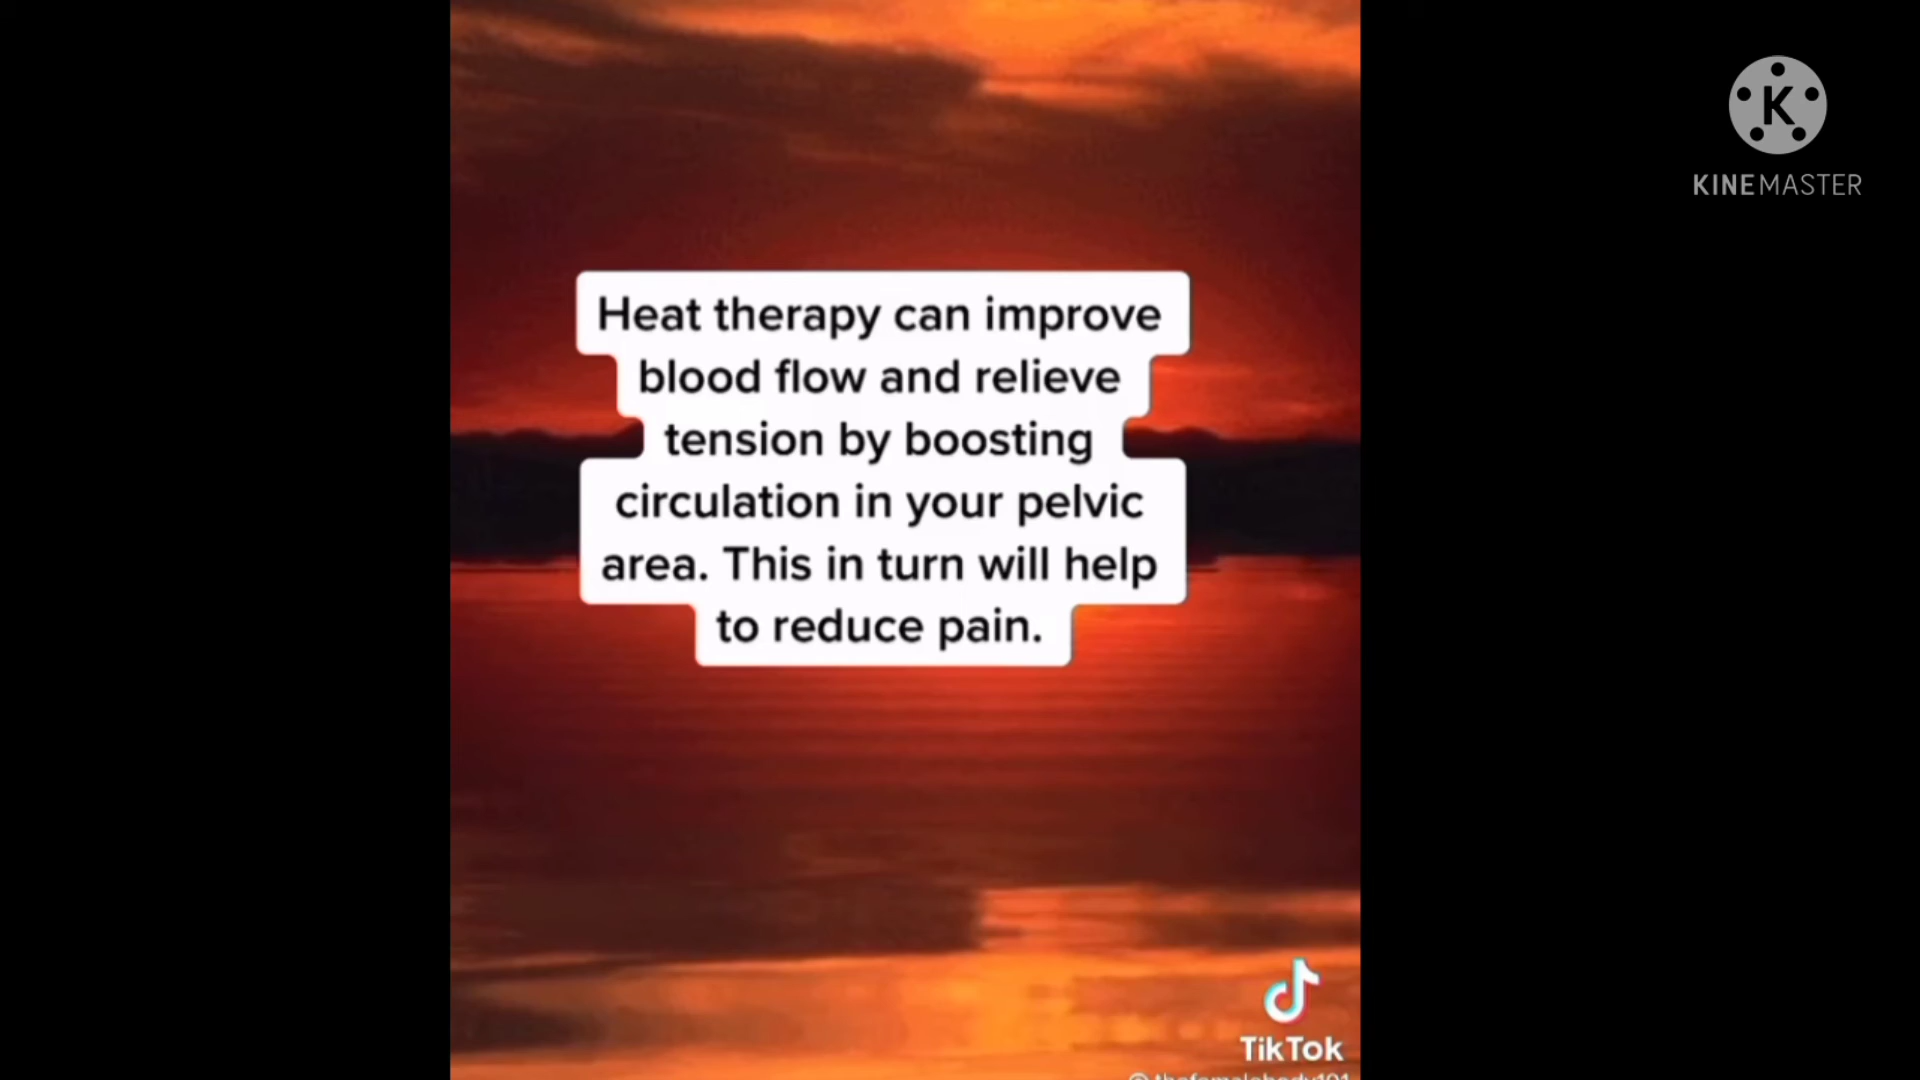 K
KINEMASTER
Heat therapy can improve
blood flow and relieve
tension by boosting
circulation in your pelvic
area. This in turn will help
to reduce pain.
TikTok